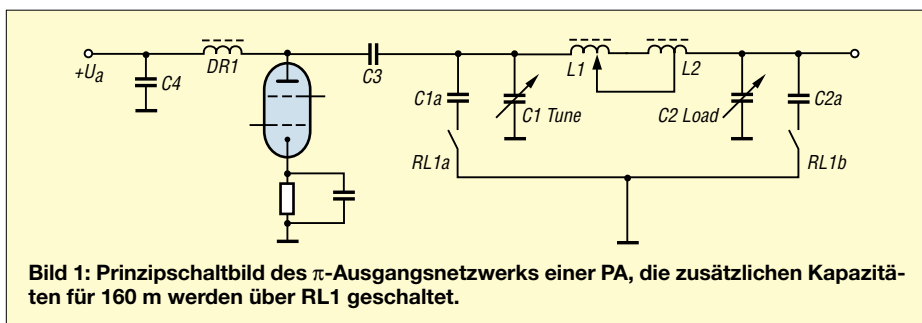 +Ua
C4
DR1
C3
C1a
RL1a
C1 Tune
L1
L2
C2 Load
C2a
RL1b
Bild 1: Prinzipschaltbild des π-Ausgangsnetzwerks einer PA, die zusätzlichen Kapazitä-
ten für 160 m werden über RL1 geschaltet.